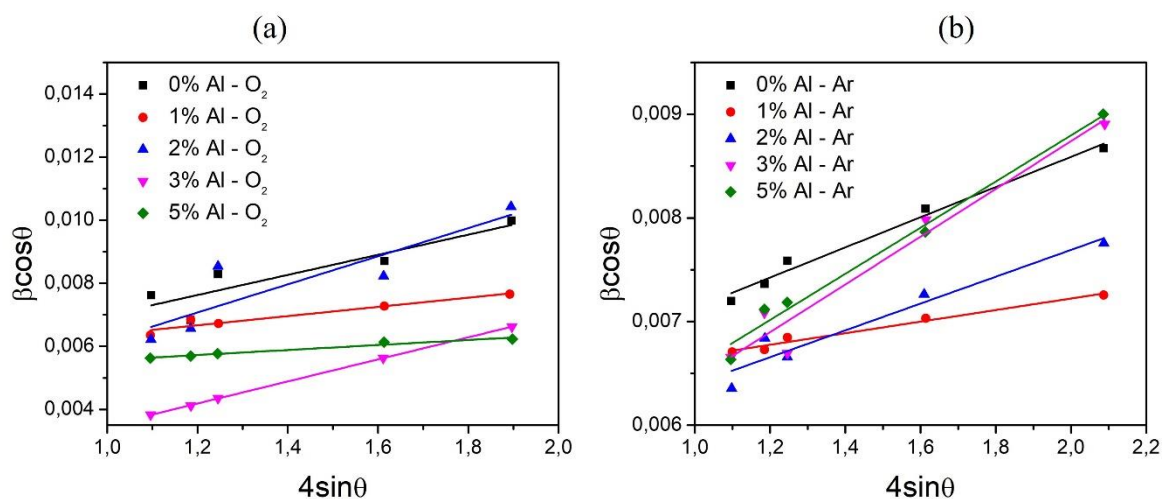 (a)
0% Al - O₂
1% Al - O₂
2% Al - O₂
3% Al - O₂
5% Al - O₂
βcosθ
0,014
0,012
0,010
0,008
0,006
0,004
1,0 1,2 1,4 1,6 1,8 2,0
4sinθ
(b)
0% Al - Ar
1% Al - Ar
2% Al - Ar
3% Al - Ar
5% Al - Ar
βcosθ
0,009
0,008
0,007
0,006
1,0 1,2 1,4 1,6 1,8 2,0 2,2
4sinθ